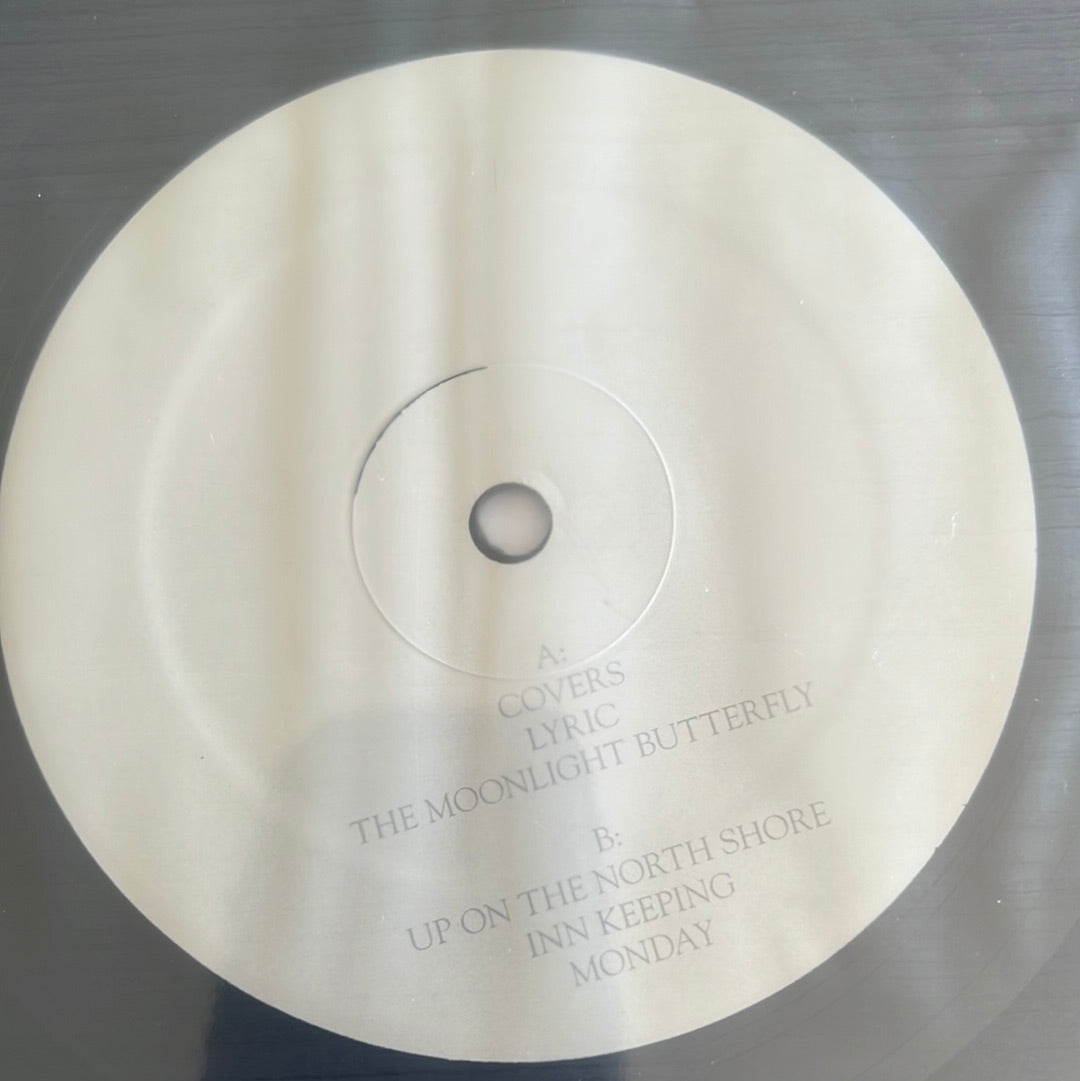 A:
COVERS
LYRIC
THE MOONLIGHT BUTTERFLY
B:
UP ON THE NORTH SHORE
INN KEEPING
MONDAY